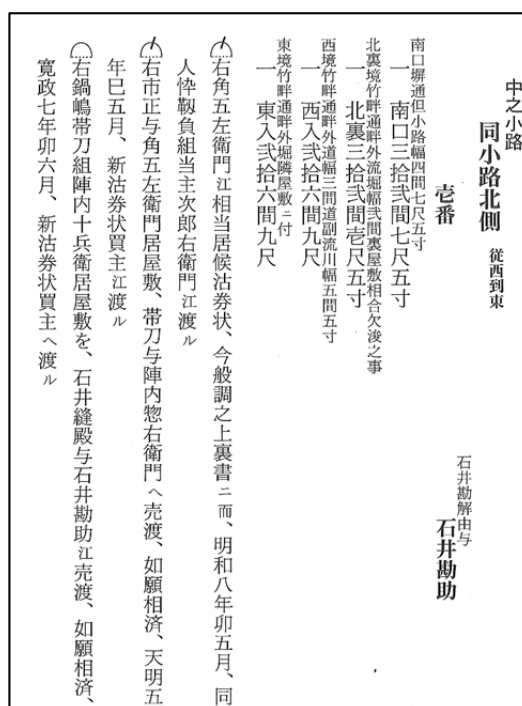 中之小路
同小路北側 従西到東
壱番
石井勘解由与
石井勘助
南口塀通但小路幅四間七尺五寸
一 南口三拾弐間七尺五寸
北裏境竹畔通畔外流堀幅弐間裏屋敷相合欠浚之事
一 北裏三拾弐間壱尺五寸
西境竹畔通畔外道幅三間道副流川幅五間五寸
一 西入弐拾六間九尺
東境竹畔通畔外堀隣屋敷ニ付
一 東入弐拾六間九尺
右角五左衛門江相当居候沽券状、今般調之上裏書ニ而、明和八年卯五月、同
人忰靱負組当主次郎右衛門江渡ル
右市正与角五左衛門居屋敷、帯刀与陣内惣右衛門へ売渡、如願相済、天明五
年巳五月、新沽券状買主江渡ル
右鍋嶋帯刀組陣内十兵衛居屋敷を、石井縫殿与石井勘助江売渡、如願相済、
寛政七年卯六月、新沽券状買主へ渡ル